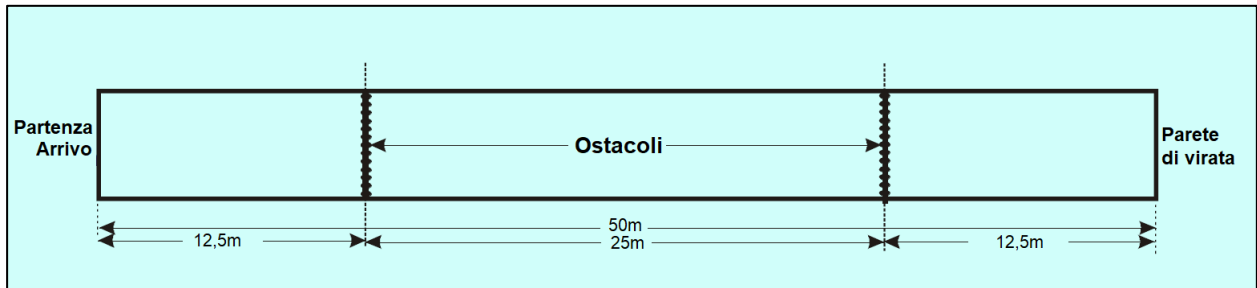 Partenza
Arrivo
Ostacoli
Parete
di virata
50m
12,5m
25m
12,5m